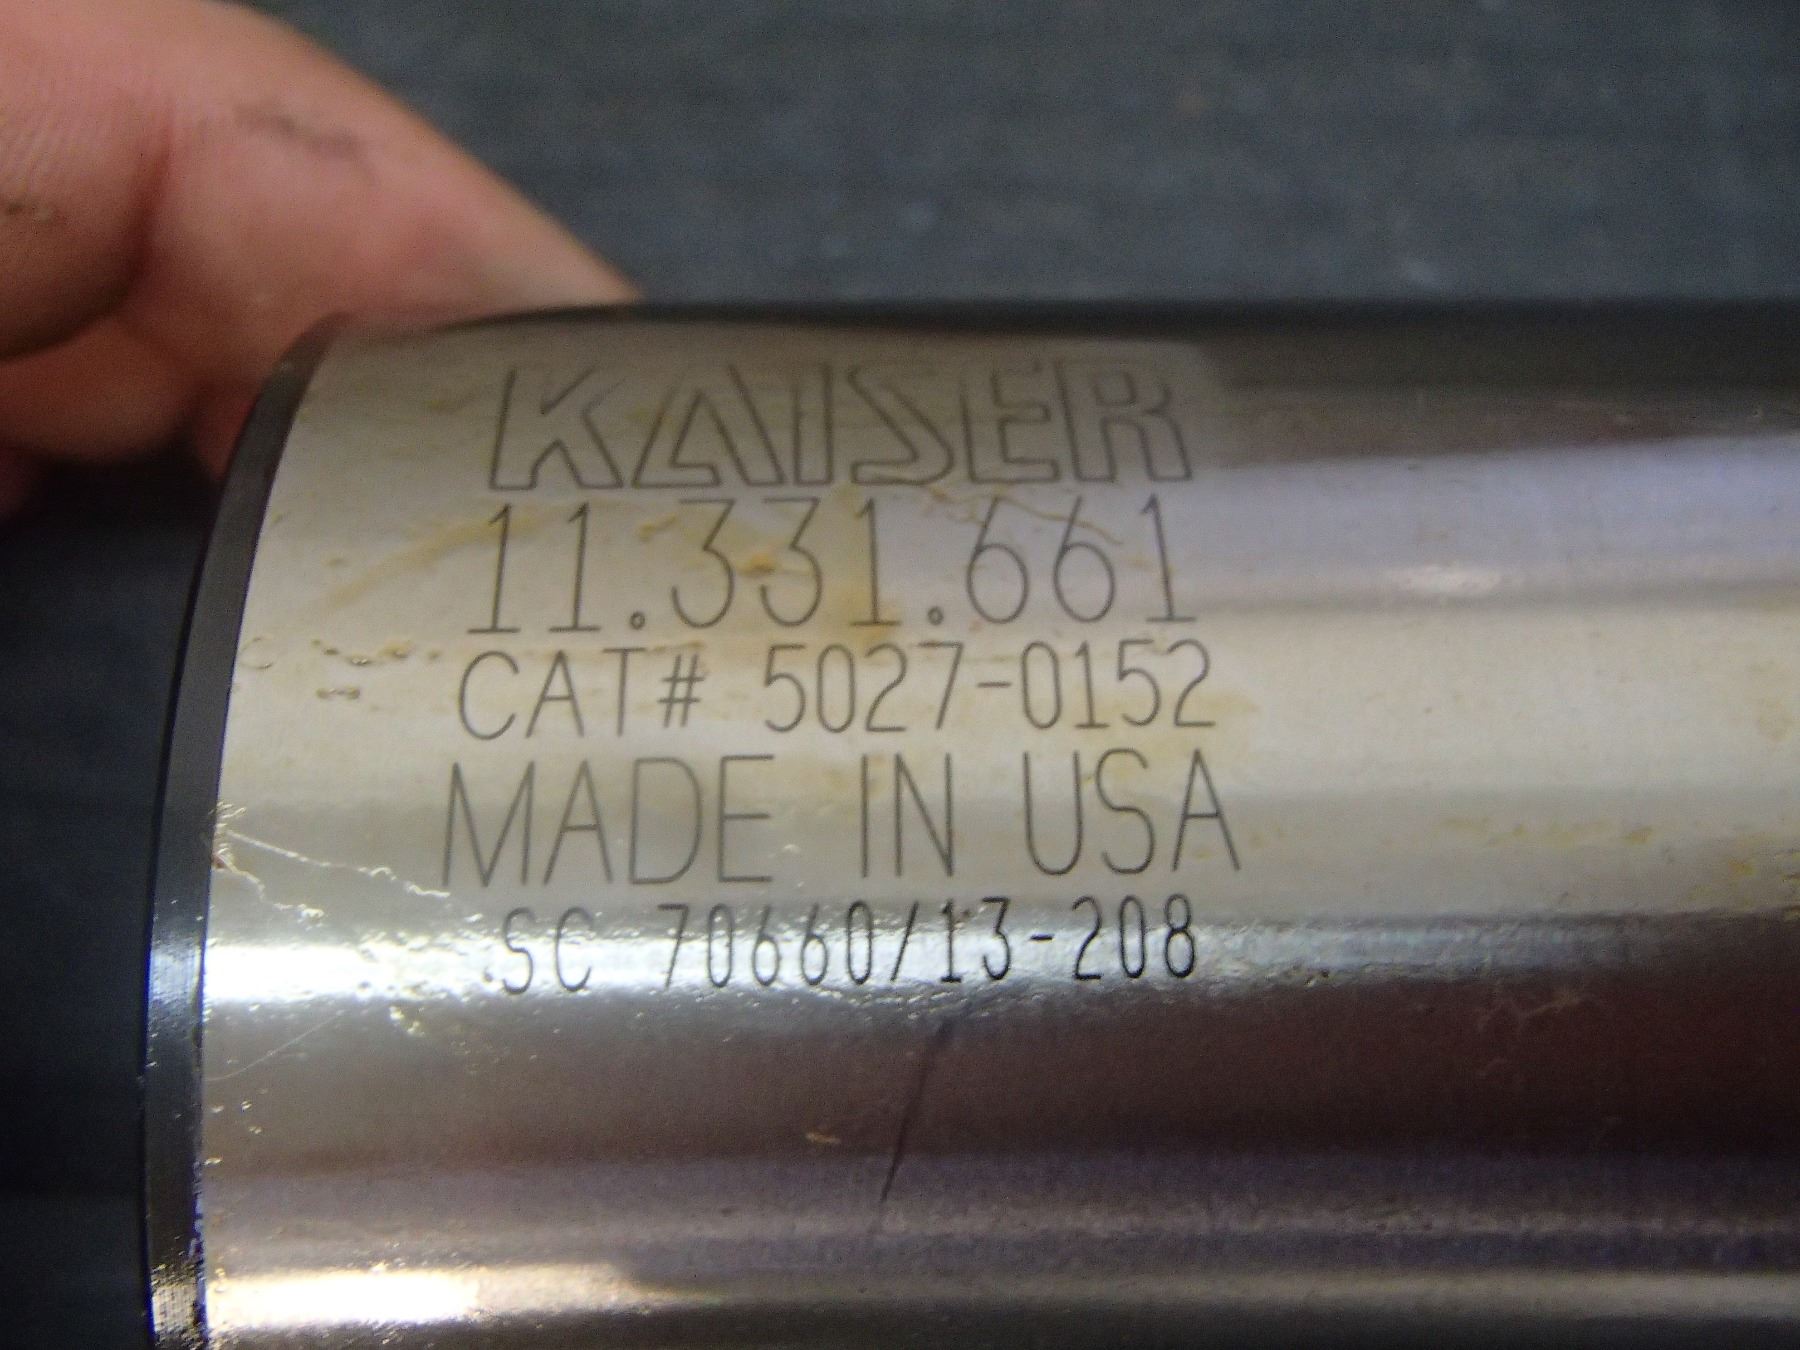 KAISER
11.331.661
CAT# 5027-0152
MADE IN USA
SC 70660/13-208